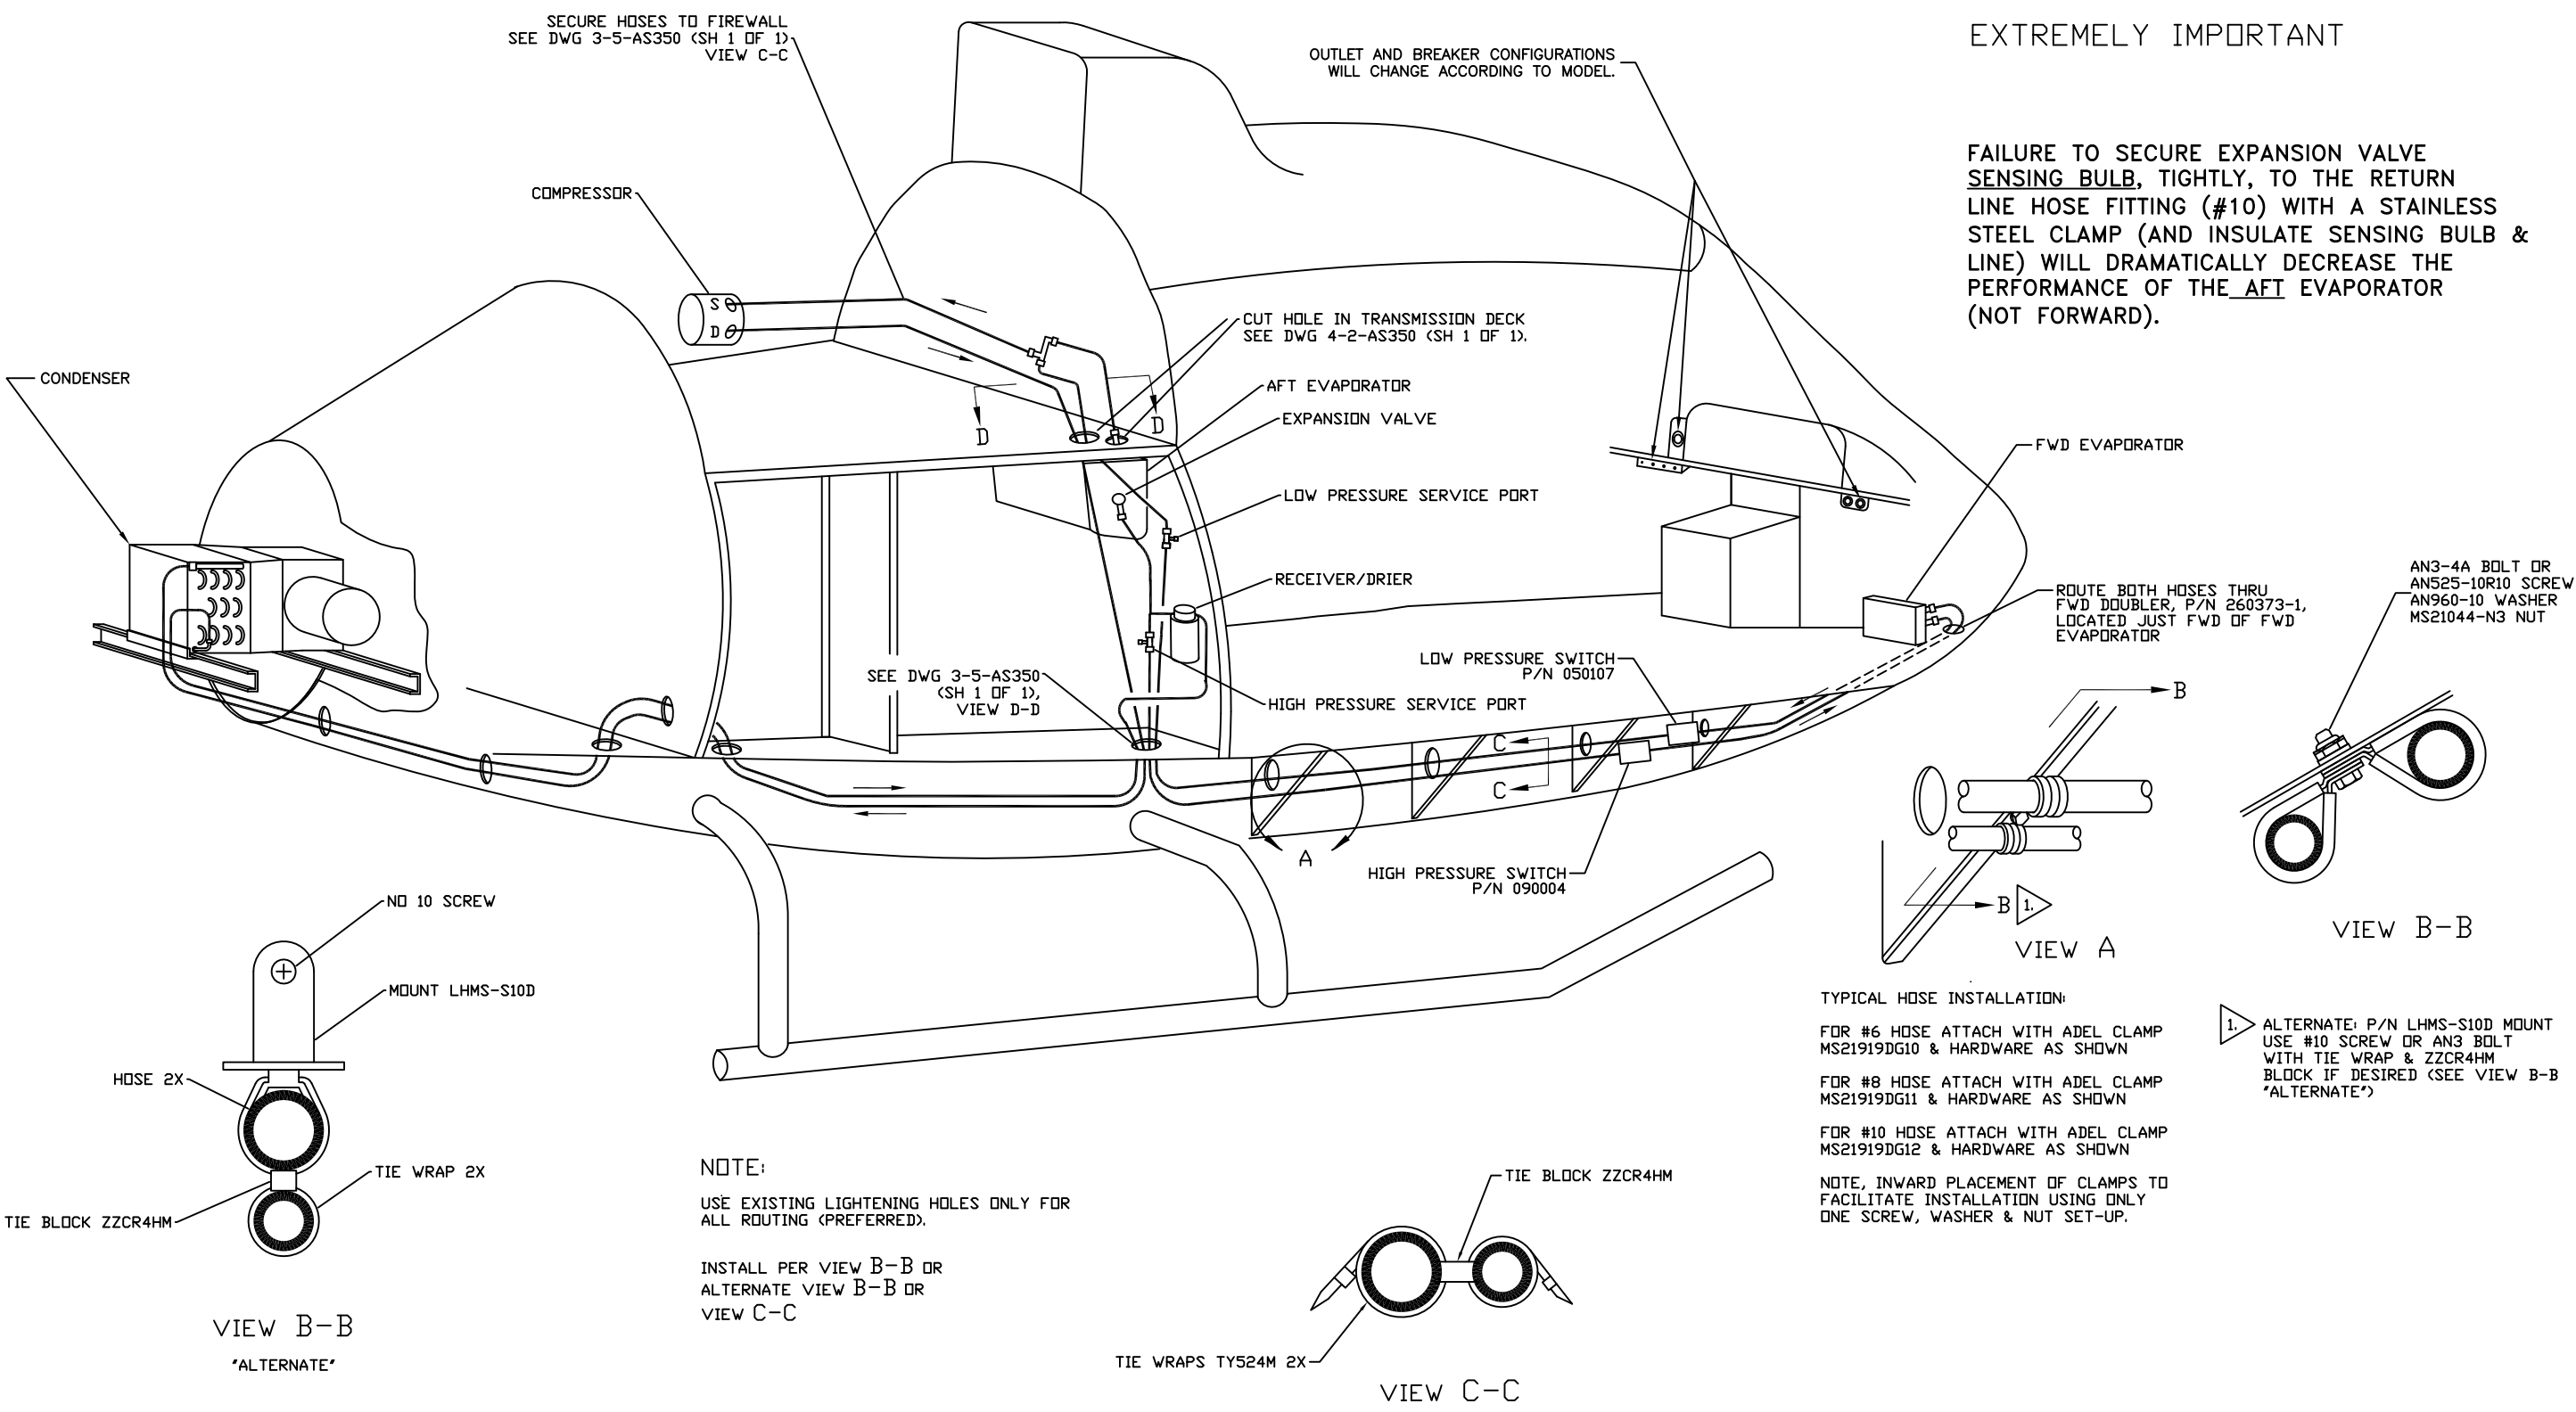 SECURE HOSES TO FIREWALL
SEE DWG 3-5-AS350 (SH 1 OF 1)
VIEW C-C
OUTLET AND BREAKER CONFIGURATIONS
WILL CHANGE ACCORDING TO MODEL.
EXTREMELY IMPORTANT
FAILURE TO SECURE EXPANSION VALVE
SENSING BULB, TIGHTLY, TO THE RETURN
LINE HOSE FITTING (#10) WITH A STAINLESS
STEEL CLAMP (AND INSULATE SENSING BULB &
LINE) WILL DRAMATICALLY DECREASE THE
PERFORMANCE OF THE AFT EVAPORATOR
(NOT FORWARD).
COMPRESSOR
S
D
CONDENSER
CUT HOLE IN TRANSMISSION DECK
SEE DWG 4-2-AS350 (SH 1 OF 1).
AFT EVAPORATOR
EXPANSION VALVE
D
D
FWD EVAPORATOR
LOW PRESSURE SERVICE PORT
RECEIVER/DRIER
ROUTE BOTH HOSES THRU
FWD DOUBLER, P/N 260373-1,
LOCATED JUST FWD OF FWD
EVAPORATOR
AN3-4A BOLT OR
AN525-10R10 SCREW
AN960-10 WASHER
MS21044-N3 NUT
SEE DWG 3-5-AS350
(SH 1 OF 1),
VIEW D-D
LOW PRESSURE SWITCH
P/N 050107
HIGH PRESSURE SERVICE PORT
C
C
A
HIGH PRESSURE SWITCH
P/N 090004
B
B
1.
VIEW A
VIEW B-B
NO 10 SCREW
MOUNT LHMS-S10D
HOSE 2X
TIE WRAP 2X
TIE BLOCK ZZCR4HM
VIEW B-B
"ALTERNATE"
NOTE:
USE EXISTING LIGHTENING HOLES ONLY FOR
ALL ROUTING (PREFERRED).
INSTALL PER VIEW B-B OR
ALTERNATE VIEW B-B OR
VIEW C-C
TIE BLOCK ZZCR4HM
TIE WRAPS TY524M 2X
VIEW C-C
TYPICAL HOSE INSTALLATION:
FOR #6 HOSE ATTACH WITH ADEL CLAMP
MS21919DG10 & HARDWARE AS SHOWN
FOR #8 HOSE ATTACH WITH ADEL CLAMP
MS21919DG11 & HARDWARE AS SHOWN
FOR #10 HOSE ATTACH WITH ADEL CLAMP
MS21919DG12 & HARDWARE AS SHOWN
NOTE, INWARD PLACEMENT OF CLAMPS TO
FACILITATE INSTALLATION USING ONLY
ONE SCREW, WASHER & NUT SET-UP.
1.
ALTERNATE: P/N LHMS-S10D MOUNT
USE #10 SCREW OR AN3 BOLT
WITH TIE WRAP & ZZCR4HM
BLOCK IF DESIRED (SEE VIEW B-B
"ALTERNATE")